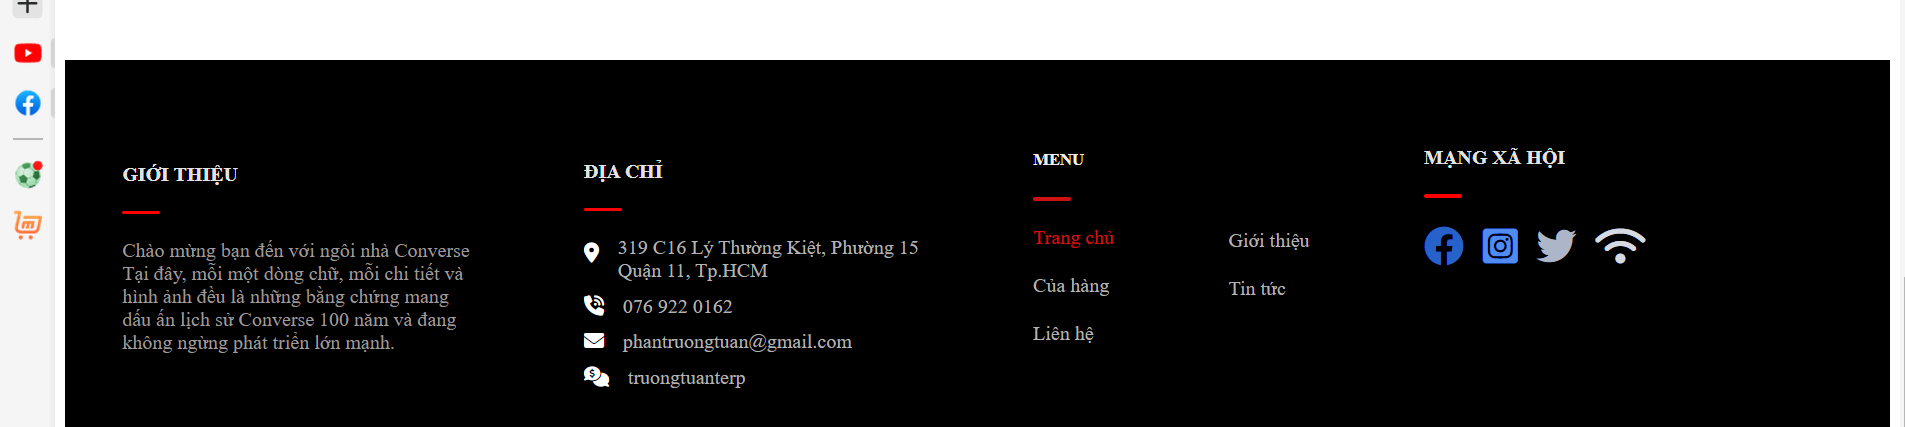 GIỚI THIỆU
Chào mừng bạn đến với ngôi nhà Converse
Tại đây, mỗi một dòng chữ, mỗi chi tiết và
hình ảnh đều là những bằng chứng mang
dấu ấn lịch sử Converse 100 năm và đang
không ngừng phát triển lớn mạnh.
ĐỊA CHỈ
319 C16 Lý Thường Kiệt, Phường 15
Quận 11, Tp.HCM
076 922 0162
phantruongtuan@gmail.com
truongtuanterp
MENU
Trang chủ
Giới thiệu
Của hàng
Tin tức
Liên hệ
MẠNG XÃ HỘI